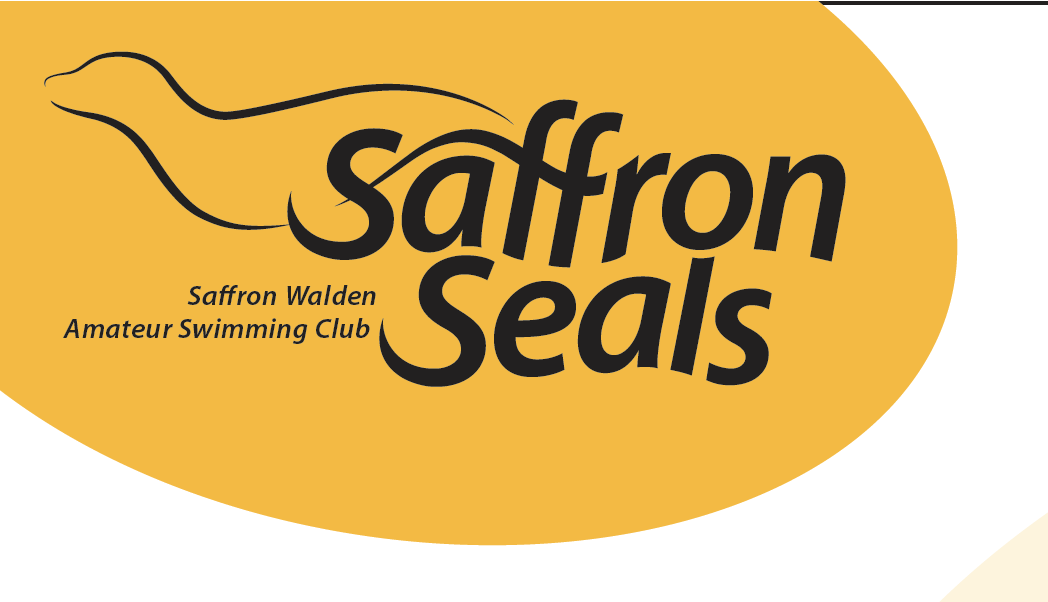 Saffron
Seals
Saffron Walden
Amateur Swimming Club